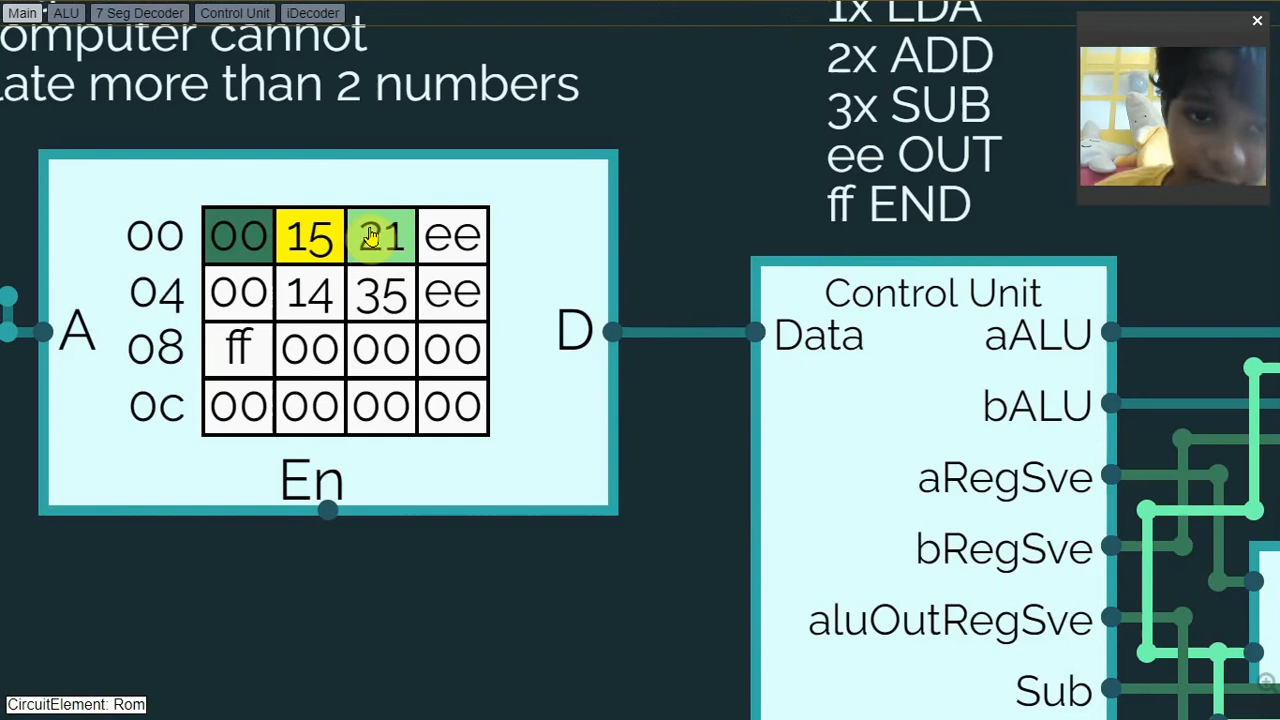 Main ALU 7 Seg Decoder Control Unit iDecoder
omputer cannot
late more than 2 numbers
1x LDA
2x ADD
3x SUB
ee OUT
ff END
00 00 15 21 ee
04 00 14 35 ee
08 ff 00 00 00
0c 00 00 00 00
A
D
En
Control Unit
Data aALU
bALU
aRegSve
bRegSve
aluOutRegSve
Sub
CircuitElement: Rom